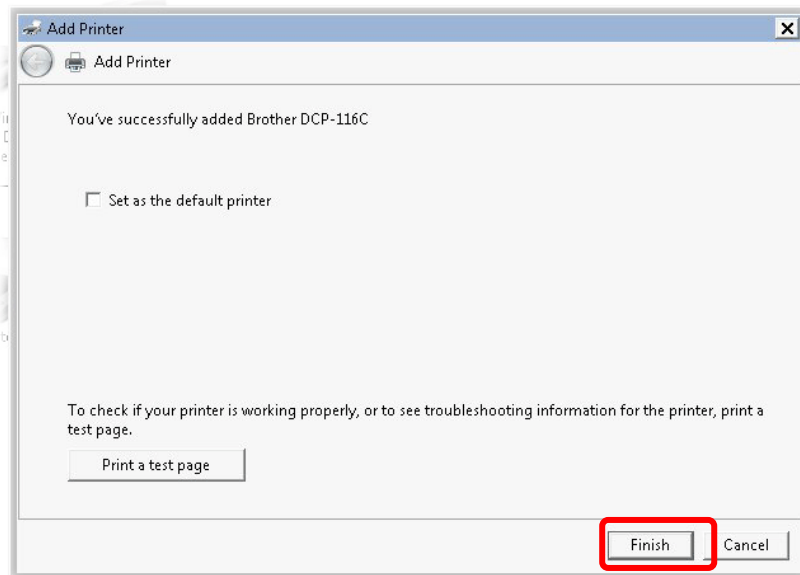 Add Printer
Add Printer
You've successfully added Brother DCP-116C
Set as the default printer
To check if your printer is working properly, or to see troubleshooting information for the printer, print a
test page.
Print a test page
Finish
Cancel